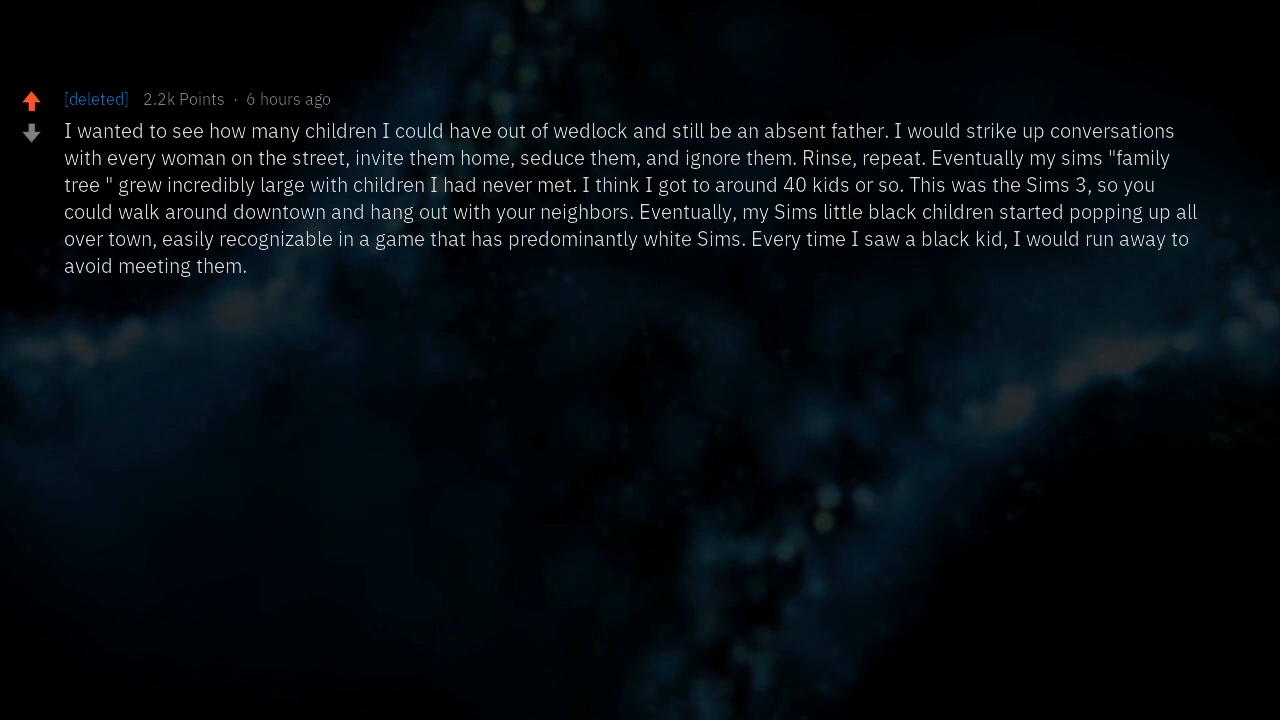 [deleted] 2.2k Points · 6 hours ago
I wanted to see how many children I could have out of wedlock and still be an absent father. I would strike up conversations
with every woman on the street, invite them home, seduce them, and ignore them. Rinse, repeat. Eventually my sims "family
tree " grew incredibly large with children I had never met. I think I got to around 40 kids or so. This was the Sims 3, so you
could walk around downtown and hang out with your neighbors. Eventually, my Sims little black children started popping up all
over town, easily recognizable in a game that has predominantly white Sims. Every time I saw a black kid, I would run away to
avoid meeting them.